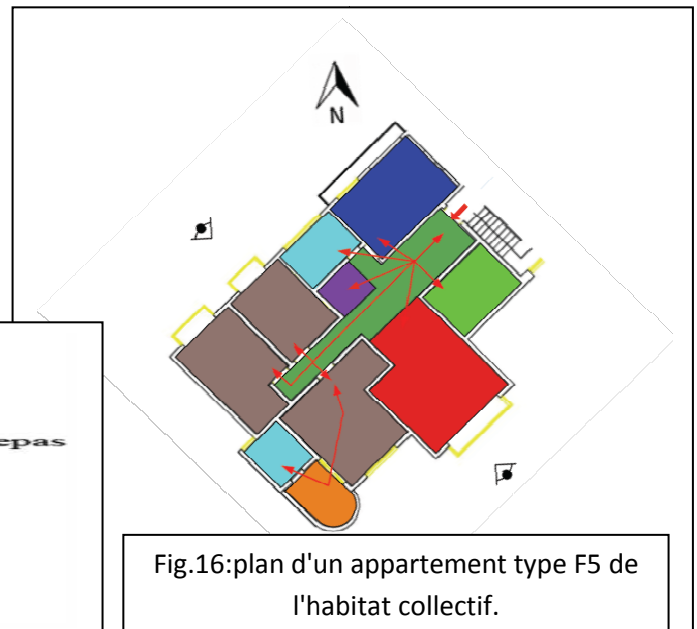 N
epas
Fig.16:plan d'un appartement type F5 de
l'habitat collectif.